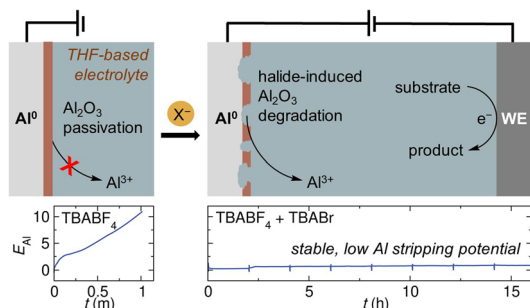 THF-based
electrolyte
Al⁰
Al₂O₃
passivation
Al³⁺
X⁻
Al⁰
halide-induced
Al₂O₃
degradation
Al³⁺
substrate
e⁻
WE
product
E_Al
10
5
0
TBABF₄
0 0.5 1
t (m)
TBABF₄ + TBABr
stable, low Al stripping potential
0 5 10 15
t (h)